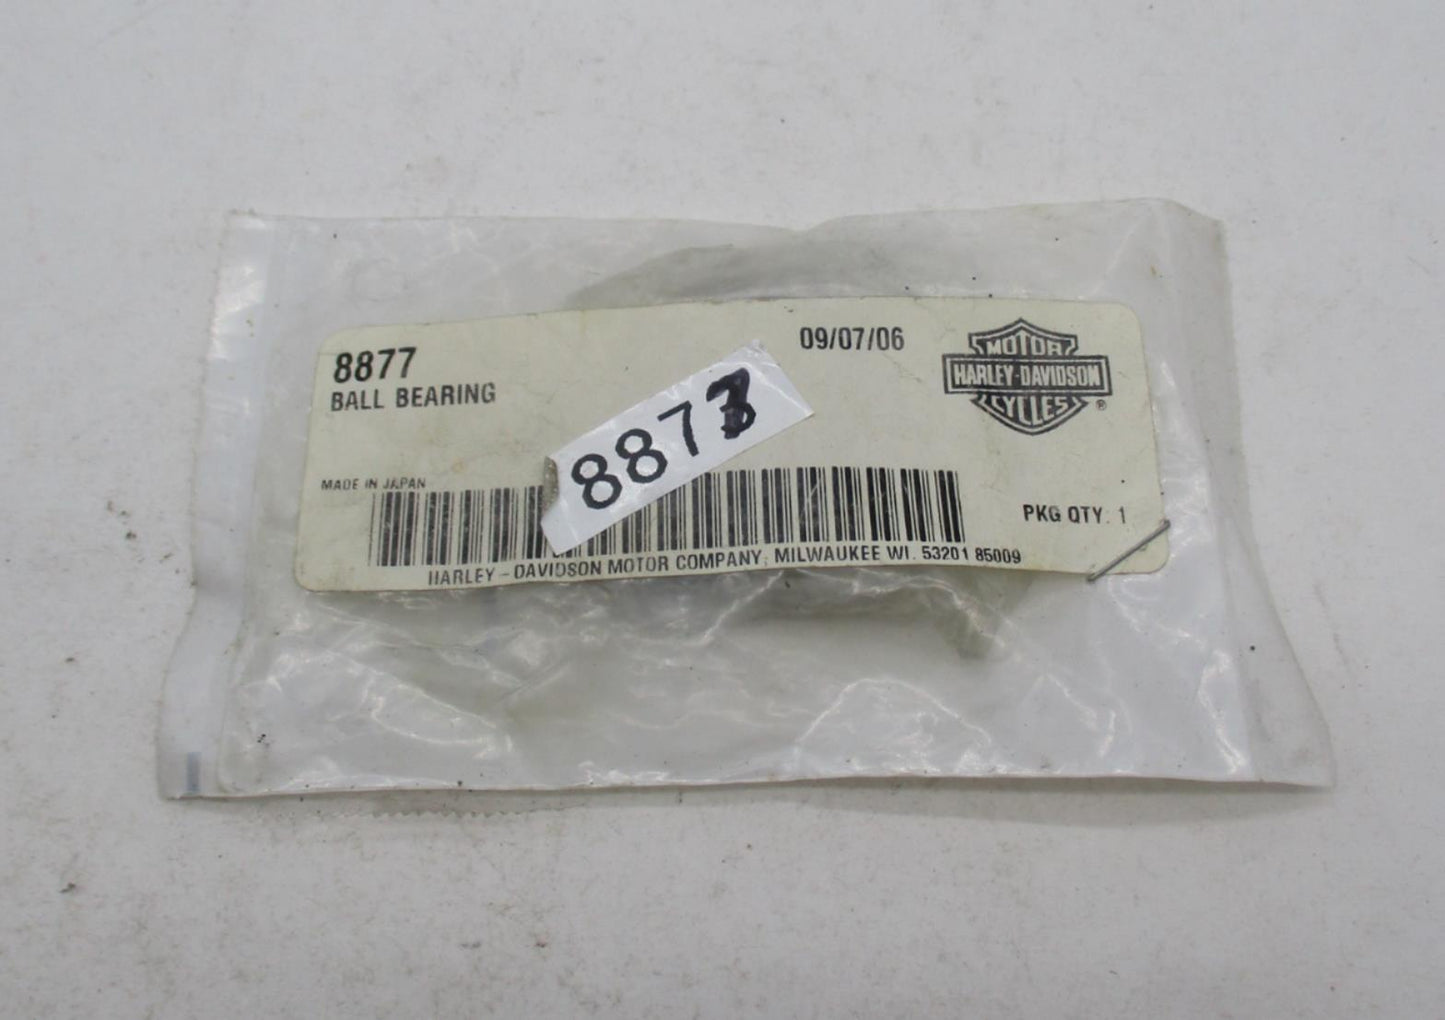 8877
BALL BEARING
09/07/06
MOTOR
HARLEY-DAVIDSON
CYCLES
®
887
MADE IN JAPAN
PKG QTY: 1
HARLEY-DAVIDSON MOTOR COMPANY, MILWAUKEE WI. 53201 85009